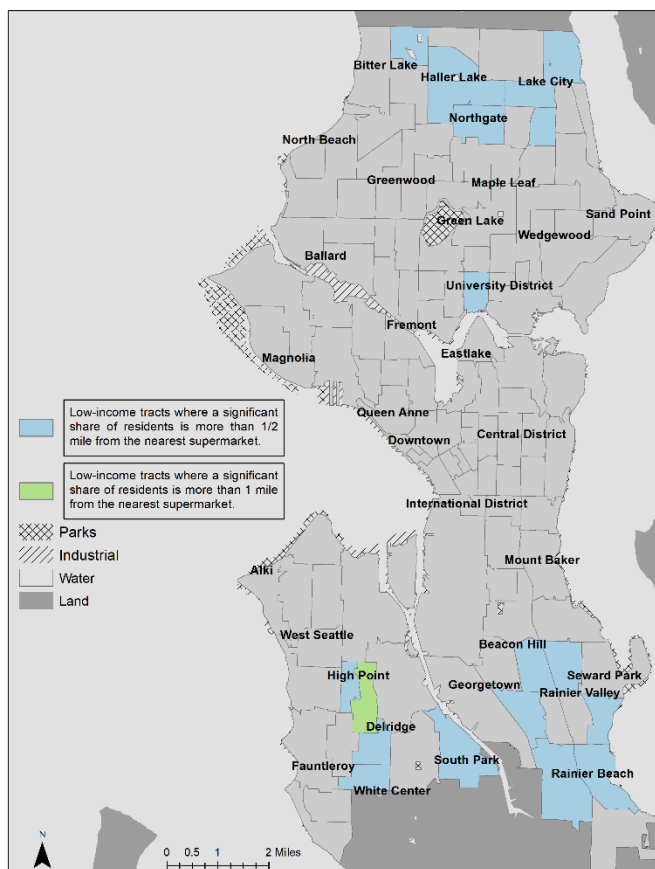 Bitter Lake
Haller Lake
Lake City
Northgate
North Beach
Greenwood
Maple Leaf
Sand Point
Green Lake
Wedgewood
Ballard
University District
Fremont
Eastlake
Magnolia
Queen Anne
Downtown
Central District
International District
Low-income tracts where a significant
share of residents is more than 1/2
mile from the nearest supermarket.
Low-income tracts where a significant
share of residents is more than 1 mile
from the nearest supermarket.
Parks
Industrial
Water
Land
Mount Baker
Alki
West Seattle
Beacon Hill
High Point
Seward Park
Georgetown
Rainier Valley
Delridge
Fauntleroy
South Park
Rainier Beach
White Center
N
0 0.5 1 2 Miles